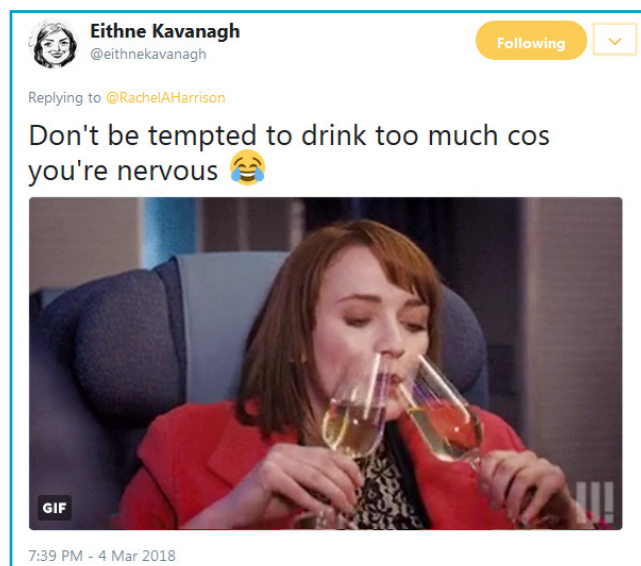 Eithne Kavanagh
@eithnekavanagh
Following
Replying to @RachelAHarrison
Don't be tempted to drink too much cos
you're nervous 😂
GIF
7:39 PM - 4 Mar 2018